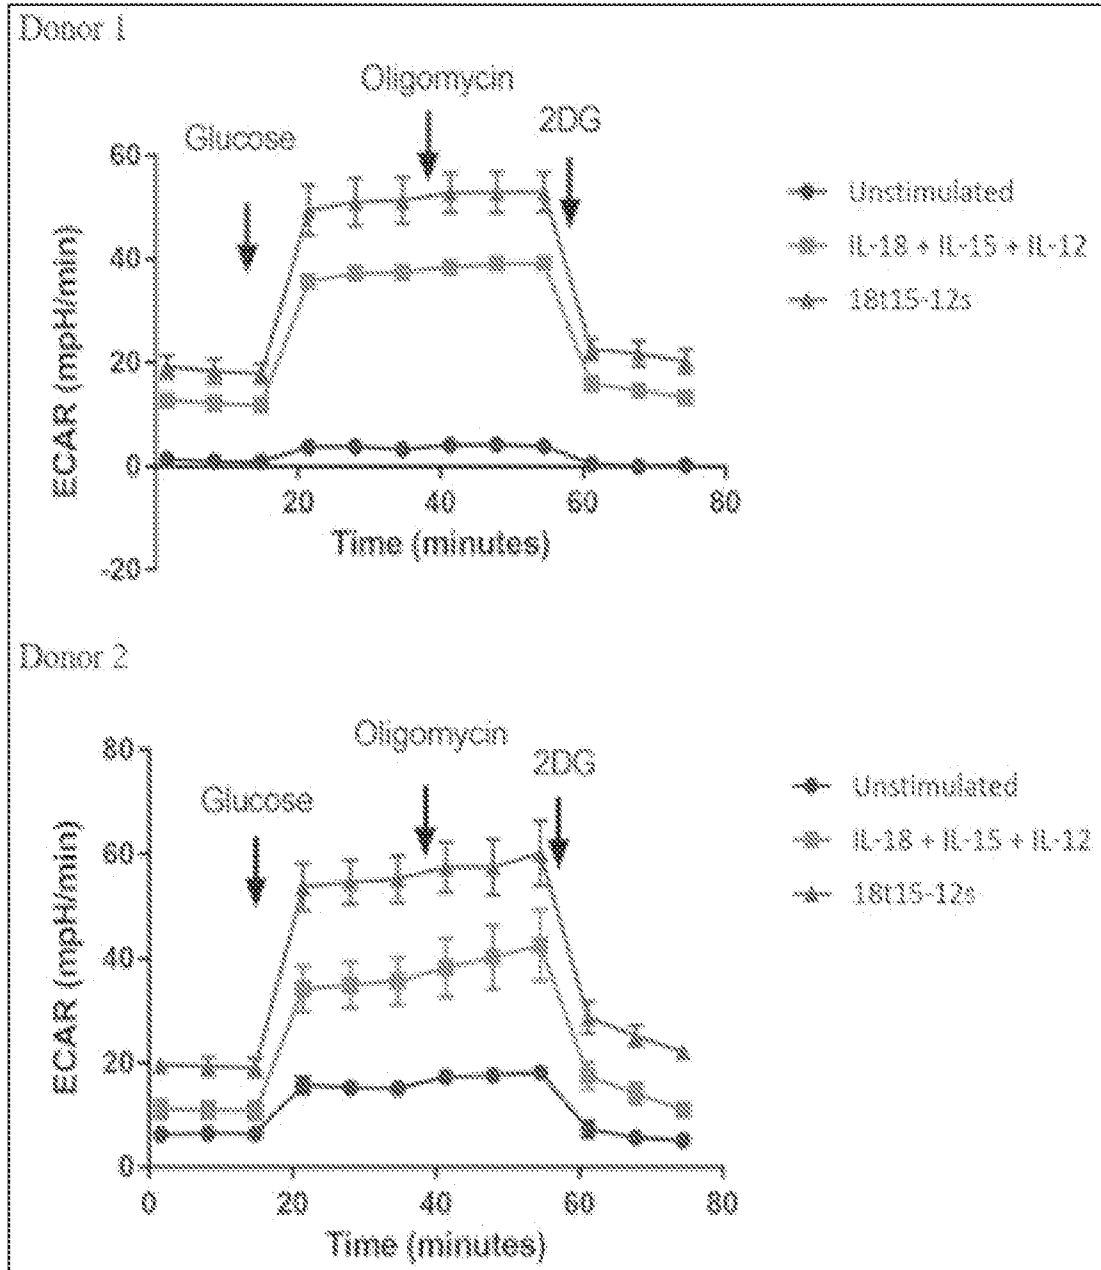 Donor 1
Oligomycin
2DG
Glucose
60
40
20
0
-20
20
40
60
80
ECAR (mpH/min)
Time (minutes)
Unstimulated
IL-18 + IL-15 + IL-12
18t15-12s
Donor 2
Oligomycin
2DG
Glucose
80
60
40
20
0
0
20
40
60
80
ECAR (mpH/min)
Time (minutes)
Unstimulated
IL-18 + IL-15 + IL-12
18t15-12s